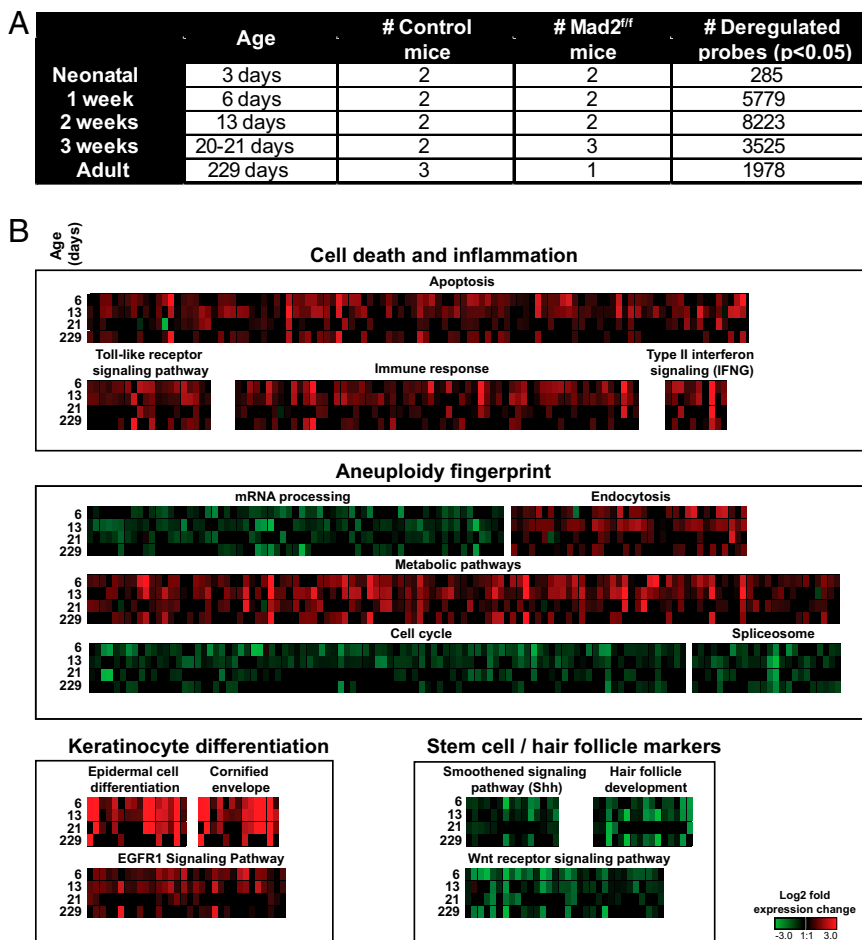 A
Age # Control mice # Mad2f/f mice # Deregulated probes (p<0.05)
Neonatal 3 days 2 2 285
1 week 6 days 2 2 5779
2 weeks 13 days 2 2 8223
3 weeks 20-21 days 2 3 3525
Adult 229 days 3 1 1978
B
Age (days)
Cell death and inflammation
Apoptosis
6
13
21
229
Toll-like receptor signaling pathway
Immune response
Type II interferon signaling (IFNG)
6
13
21
229
Aneuploidy fingerprint
mRNA processing
Endocytosis
6
13
21
229
Metabolic pathways
6
13
21
229
Cell cycle
Spliceosome
6
13
21
229
Keratinocyte differentiation
Epidermal cell differentiation
Cornified envelope
6
13
21
229
EGFR1 Signaling Pathway
6
13
21
229
Stem cell / hair follicle markers
Smoothened signaling pathway (Shh)
Hair follicle development
6
13
21
229
Wnt receptor signaling pathway
6
13
21
229
Log2 fold expression change
-3.0 1:1 3.0